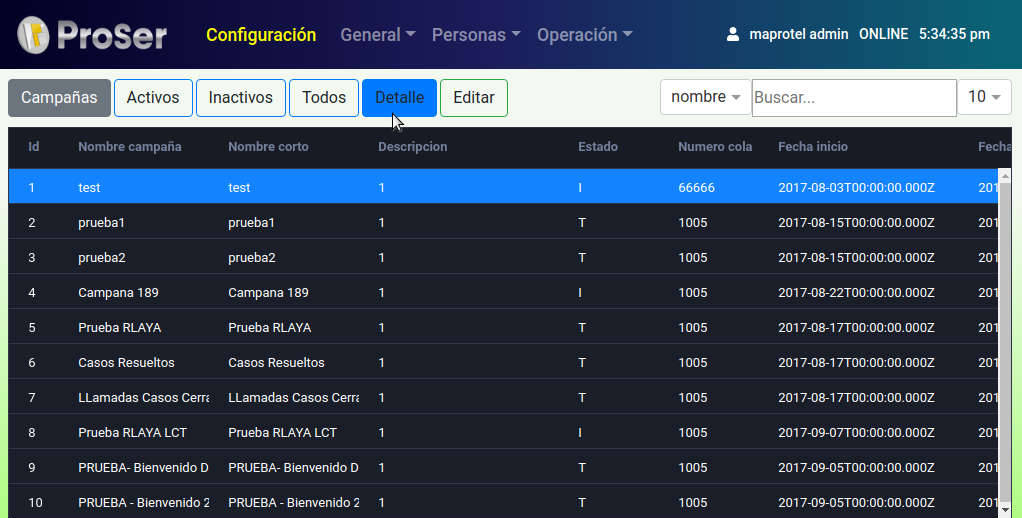 ProSer Configuración General Personas Operación maprotel admin ONLINE 5:34:35 pm
Campañas Activos Inactivos Todos Detalle Editar nombre Buscar... 10
Id Nombre campaña Nombre corto Descripcion Estado Numero cola Fecha inicio Fecha
1 test test 1 I 66666 2017-08-03T00:00:00.000Z 201
2 prueba1 prueba1 1 T 1005 2017-08-15T00:00:00.000Z 201
3 prueba2 prueba2 1 T 1005 2017-08-15T00:00:00.000Z 201
4 Campana 189 Campana 189 1 I 1005 2017-08-22T00:00:00.000Z 201
5 Prueba RLAYA Prueba RLAYA 1 T 1005 2017-08-17T00:00:00.000Z 201
6 Casos Resueltos Casos Resueltos 1 T 1005 2017-08-17T00:00:00.000Z 201
7 LLamadas Casos Cerra LLamadas Casos Cerra 1 T 1005 2017-08-17T00:00:00.000Z 201
8 Prueba RLAYA LCT Prueba RLAYA LCT 1 I 1005 2017-09-07T00:00:00.000Z 201
9 PRUEBA- Bienvenido D PRUEBA- Bienvenido D 1 T 1005 2017-09-05T00:00:00.000Z 201
10 PRUEBA - Bienvenido 2 PRUEBA - Bienvenido 2 1 T 1005 2017-09-05T00:00:00.000Z 201